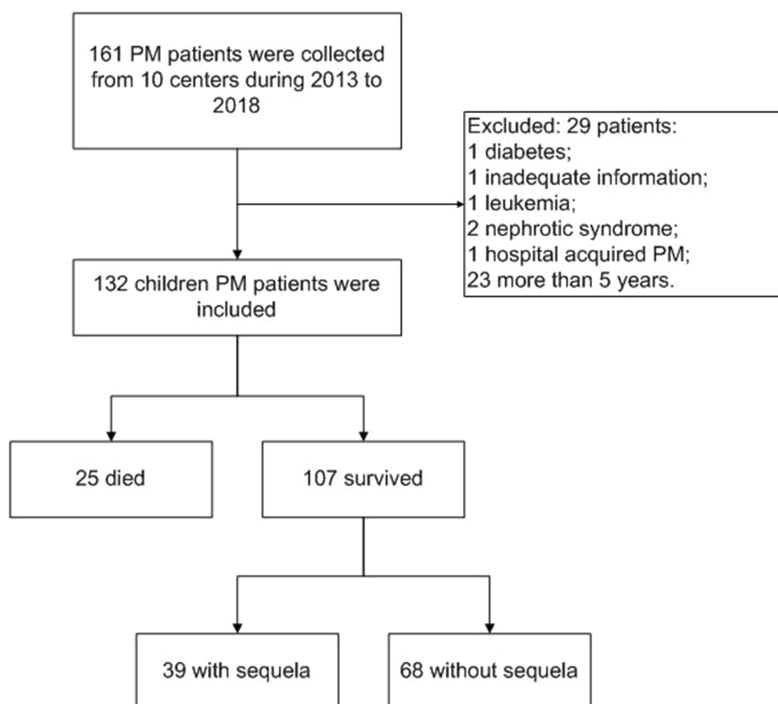 161 PM patients were collected
from 10 centers during 2013 to
2018
Excluded: 29 patients:
1 diabetes;
1 inadequate information;
1 leukemia;
2 nephrotic syndrome;
1 hospital acquired PM;
23 more than 5 years.
132 children PM patients were
included
25 died
107 survived
39 with sequela
68 without sequela